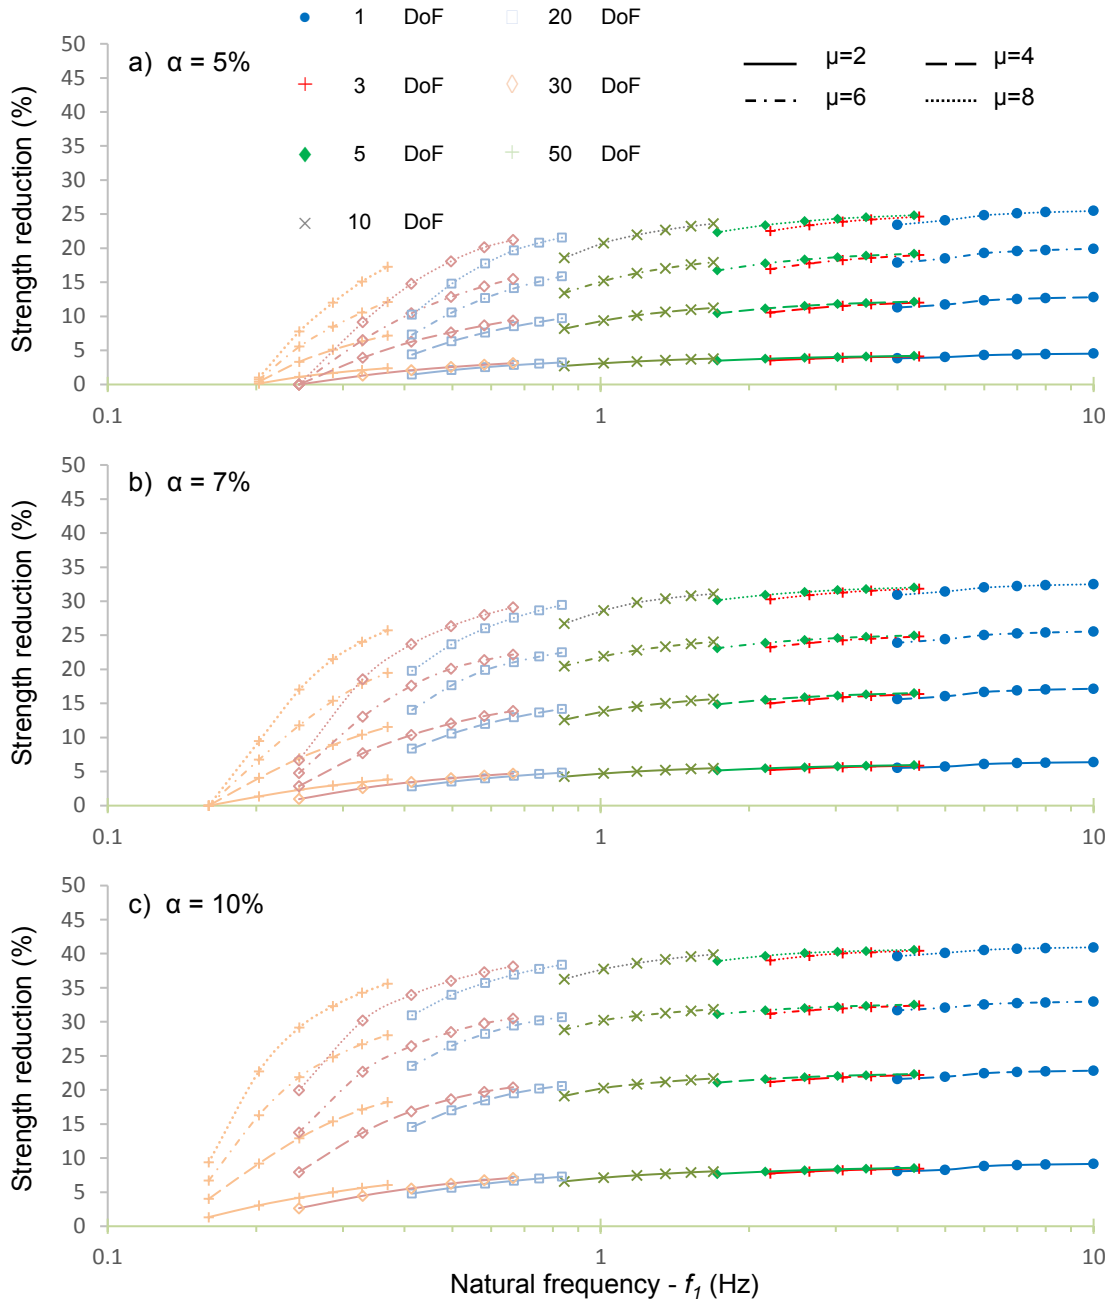 1 DoF 20 DoF
a) α = 5%
μ=2 μ=4
3 DoF 30 DoF
μ=6 μ=8
5 DoF 50 DoF
10 DoF
Strength reduction (%)
50
45
40
35
30
25
20
15
10
5
0
0.1 1 10
b) α = 7%
Strength reduction (%)
50
45
40
35
30
25
20
15
10
5
0
0.1 1 10
c) α = 10%
Strength reduction (%)
50
45
40
35
30
25
20
15
10
5
0
0.1 1 10
Natural frequency - f1 (Hz)